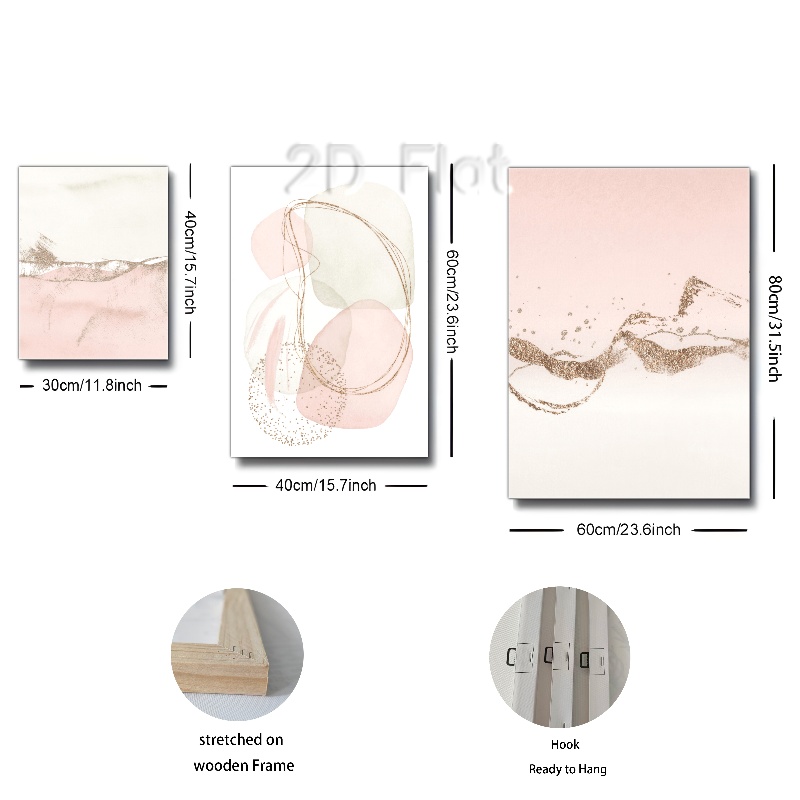 2D Flat
40cm/15.7inch
30cm/11.8inch
60cm/23.6inch
40cm/15.7inch
80cm/31.5inch
60cm/23.6inch
stretched on
wooden Frame
Hook
Ready to Hang